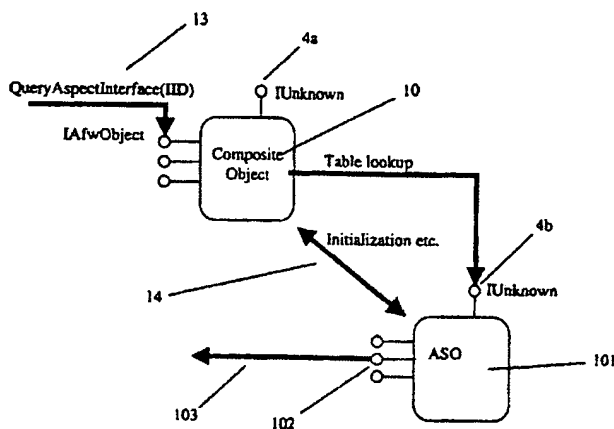 13
4a
QueryAspectInterface(IID)
IUnknown
10
IAfwObject
Composite
Object
Table lookup
4b
Initialization etc.
IUnknown
14
ASO
101
103
102